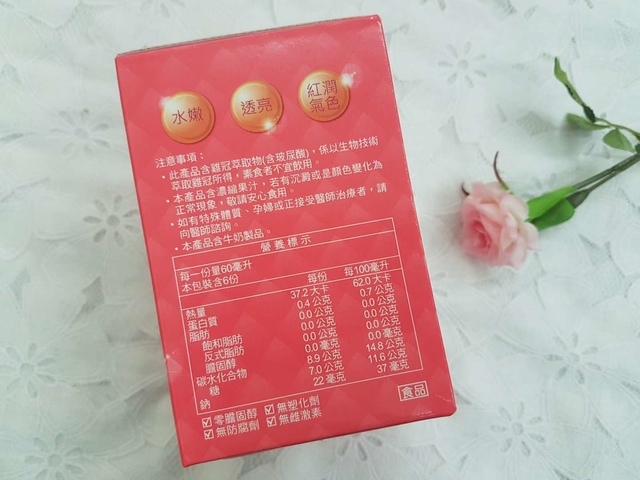 水嫩
透亮
紅潤
氣色
注意事項：
・此產品含雞冠萃取物(含玻尿酸)，係以生物技術
萃取雞冠所得，素食者不宜飲用。
・本產品含濃縮果汁，若有沉澱或是顏色變化為
正常現象，敬請安心食用。
・如有特殊體質、孕婦或正接受醫師治療者，請
向醫師諮詢。
・本產品含牛奶製品。
營養標示
每一份量60毫升
本包裝含6份
每份 每100毫升
熱量 37.2大卡 62.0大卡
蛋白質 0.4公克 0.7公克
脂肪 0.0公克 0.0公克
飽和脂肪 0.0公克 0.0公克
反式脂肪 0.0公克 0.0公克
膽固醇 0.0毫克 0.0毫克
碳水化合物 8.9公克 14.8公克
糖 7.0公克 11.6公克
鈉 22毫克 37毫克
食品
☑零膽固醇 ☑無塑化劑
☑無防腐劑 ☑無雌激素